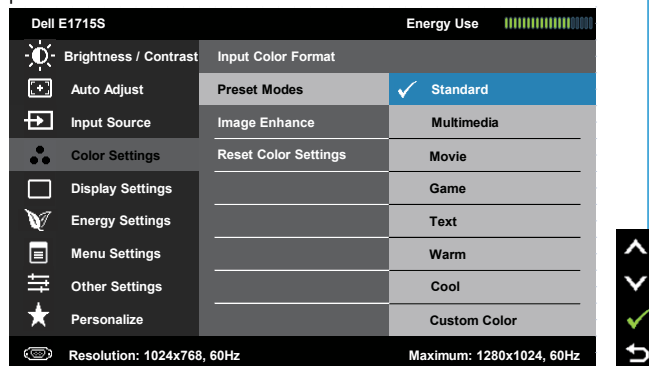 Dell E1715S Energy Use
Brightness / Contrast Input Color Format
Auto Adjust Preset Modes Standard
Input Source Image Enhance Multimedia
Color Settings Reset Color Settings Movie
Display Settings Game
Energy Settings Text
Menu Settings Warm
Other Settings Cool
Personalize Custom Color
Resolution: 1024x768, 60Hz Maximum: 1280x1024, 60Hz